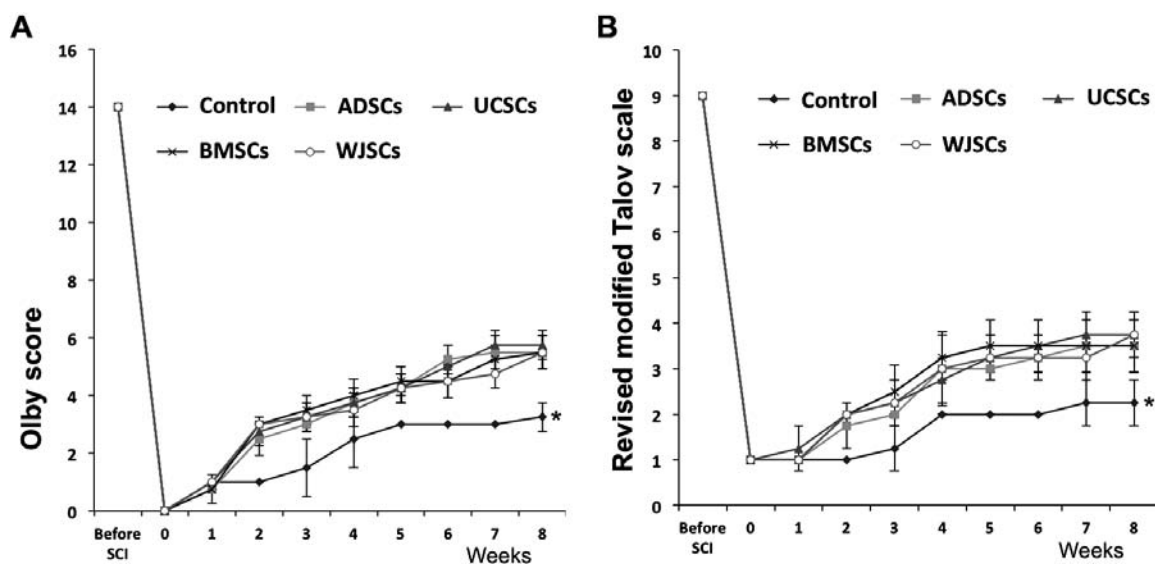 A
Olby score
16
14
12
10
8
6
4
2
0
Control
ADSCs
UCSCs
BMSCs
WJSCs
*
Before
SCI
0 1 2 3 4 5 6 7 8
Weeks
B
Revised modified Talov scale
10
9
8
7
6
5
4
3
2
1
0
Control
ADSCs
UCSCs
BMSCs
WJSCs
*
Before
SCI
0 1 2 3 4 5 6 7 8
Weeks